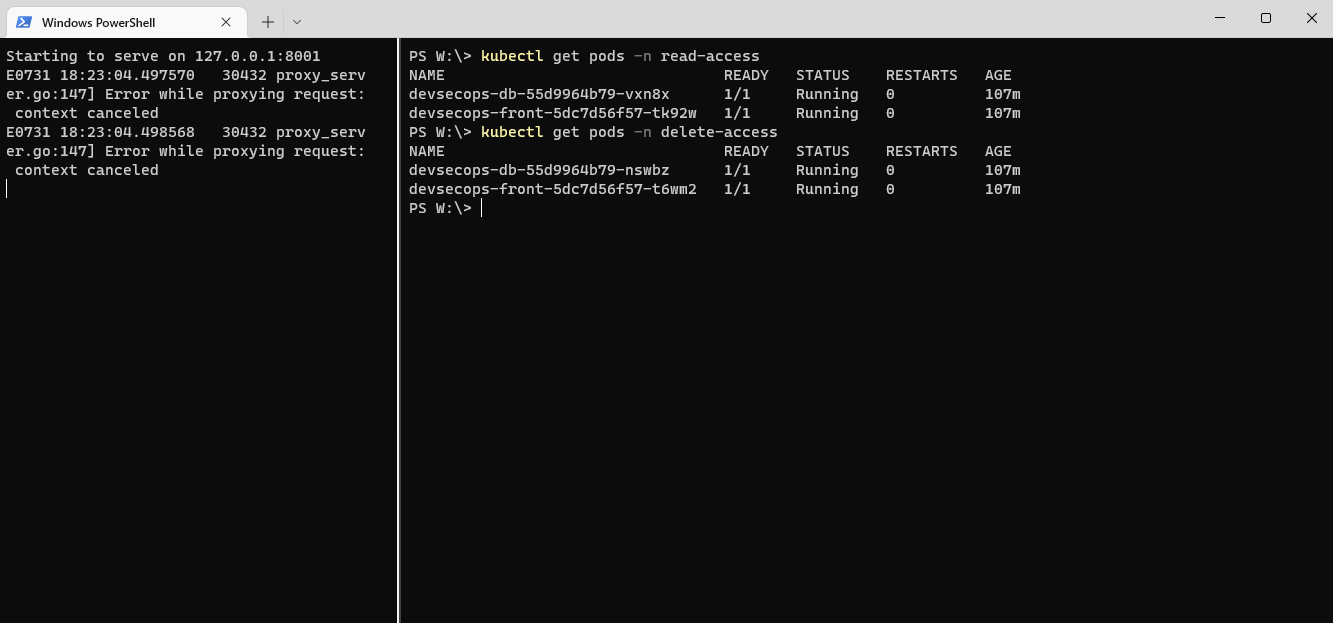 Windows PowerShell
Starting to serve on 127.0.0.1:8001
E0731 18:23:04.497570   30432 proxy_serv
er.go:147] Error while proxying request:
 context canceled
E0731 18:23:04.498568   30432 proxy_serv
er.go:147] Error while proxying request:
 context canceled
PS W:\> kubectl get pods -n read-access
NAME                               READY   STATUS    RESTARTS   AGE
devsecops-db-55d9964b79-vxn8x      1/1     Running   0          107m
devsecops-front-5dc7d56f57-tk92w   1/1     Running   0          107m
PS W:\> kubectl get pods -n delete-access
NAME                               READY   STATUS    RESTARTS   AGE
devsecops-db-55d9964b79-nswbz      1/1     Running   0          107m
devsecops-front-5dc7d56f57-t6wm2   1/1     Running   0          107m
PS W:\>